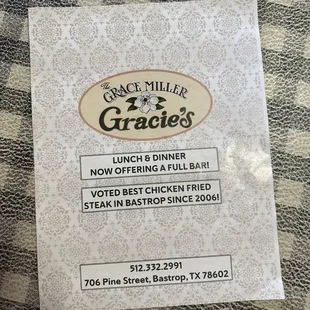 The
GRACE MILLER
Gracie's
LUNCH & DINNER
NOW OFFERING A FULL BAR!
VOTED BEST CHICKEN FRIED
STEAK IN BASTROP SINCE 2006!
512.332.2991
706 Pine Street, Bastrop, TX 78602